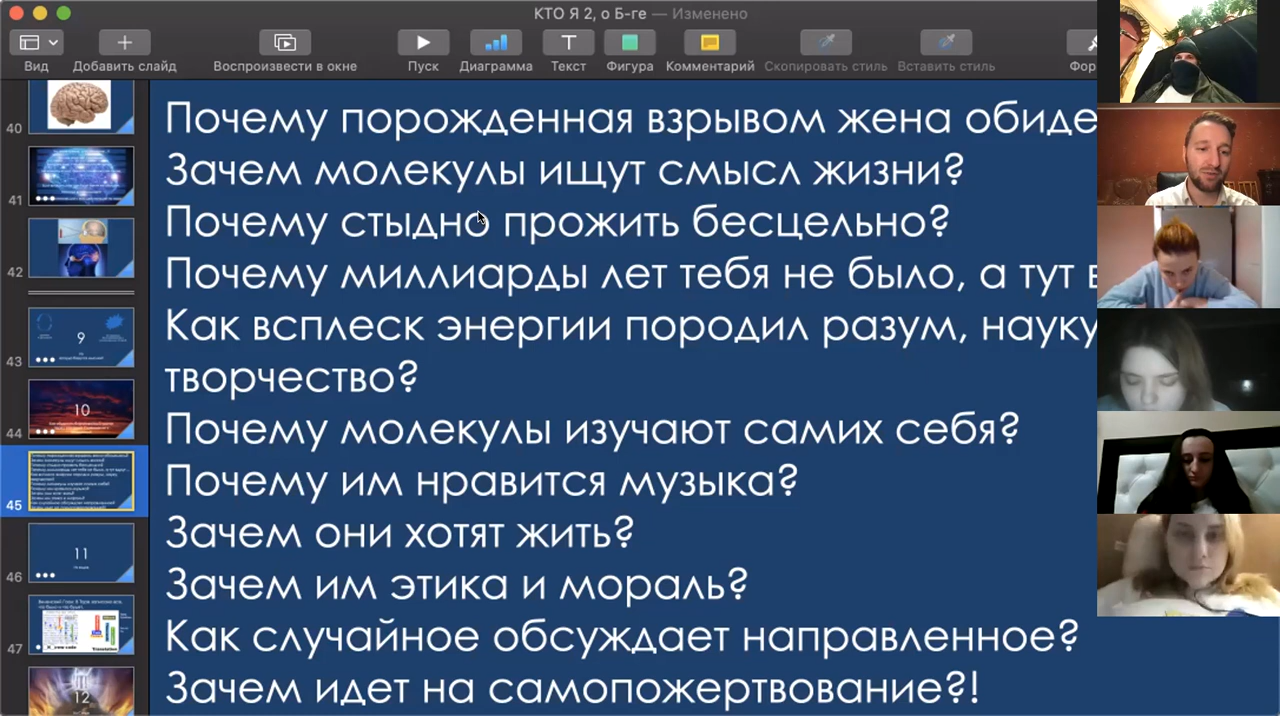 КТО Я 2, о Б-ге — Изменено
Вид
Добавить слайд
Воспроизвести в окне
Пуск
Диаграмма
Текст
Фигура
Комментарий
Скопировать стиль
Вставить стиль
40
41
42
43
9
44
10
45
46
11
47
12
Почему порожденная взрывом жена
Зачем молекулы ищут смысл жизни?
Почему стыдно прожить бесцельно?
Почему миллиарды лет тебя не было, а тут
Как всплеск энергии породил разум, науку
творчество?
Почему молекулы изучают самих себя?
Почему им нравится музыка?
Зачем они хотят жить?
Зачем им этика и мораль?
Как случайное обсуждает направленное?
Зачем идет на самопожертвование?!